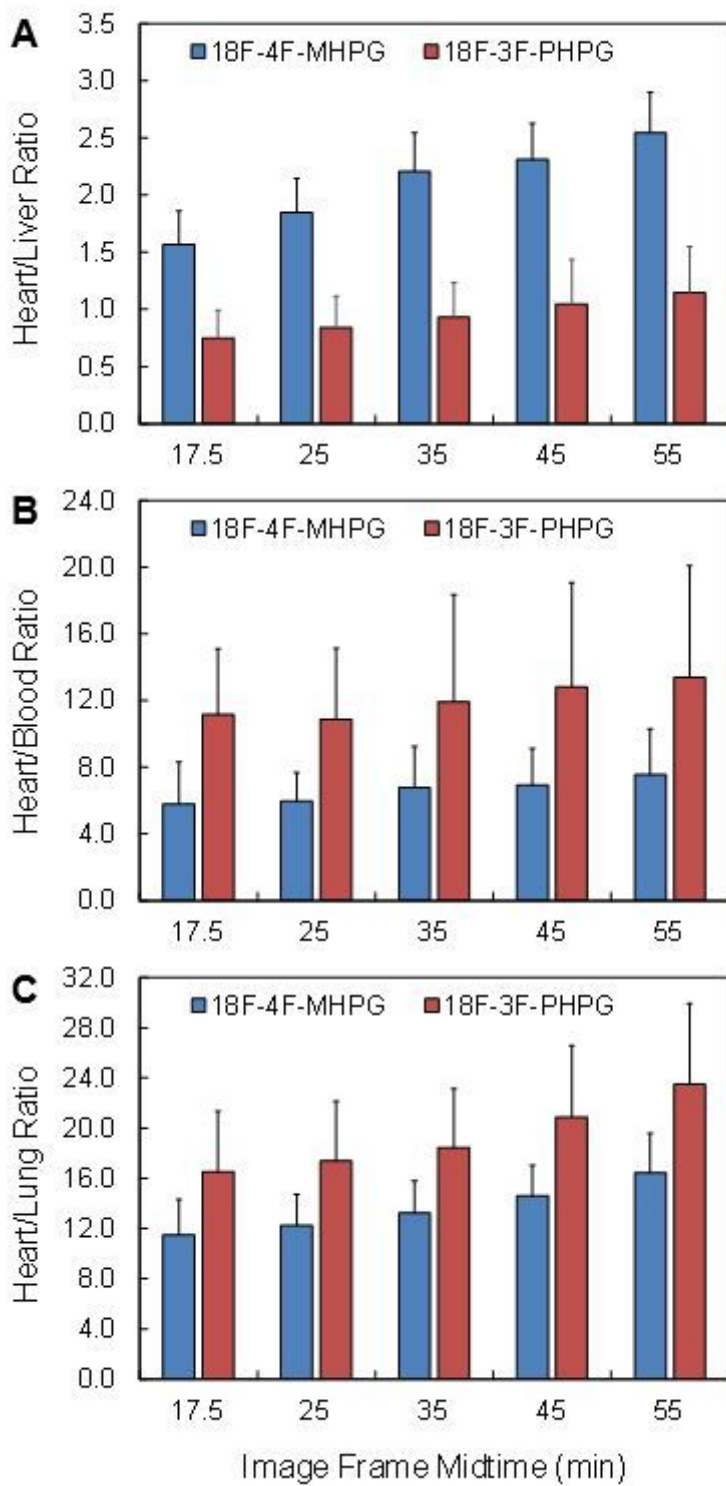 A
3.5
18F-4F-MHPG 18F-3F-PHPG
3.0
2.5
2.0
1.5
1.0
0.5
0.0
Heart/Liver Ratio
17.5 25 35 45 55
B
24.0
18F-4F-MHPG 18F-3F-PHPG
20.0
16.0
12.0
8.0
4.0
0.0
Heart/Blood Ratio
17.5 25 35 45 55
C
32.0
18F-4F-MHPG 18F-3F-PHPG
28.0
24.0
20.0
16.0
12.0
8.0
4.0
0.0
Heart/Lung Ratio
17.5 25 35 45 55
Image Frame Midtime (min)